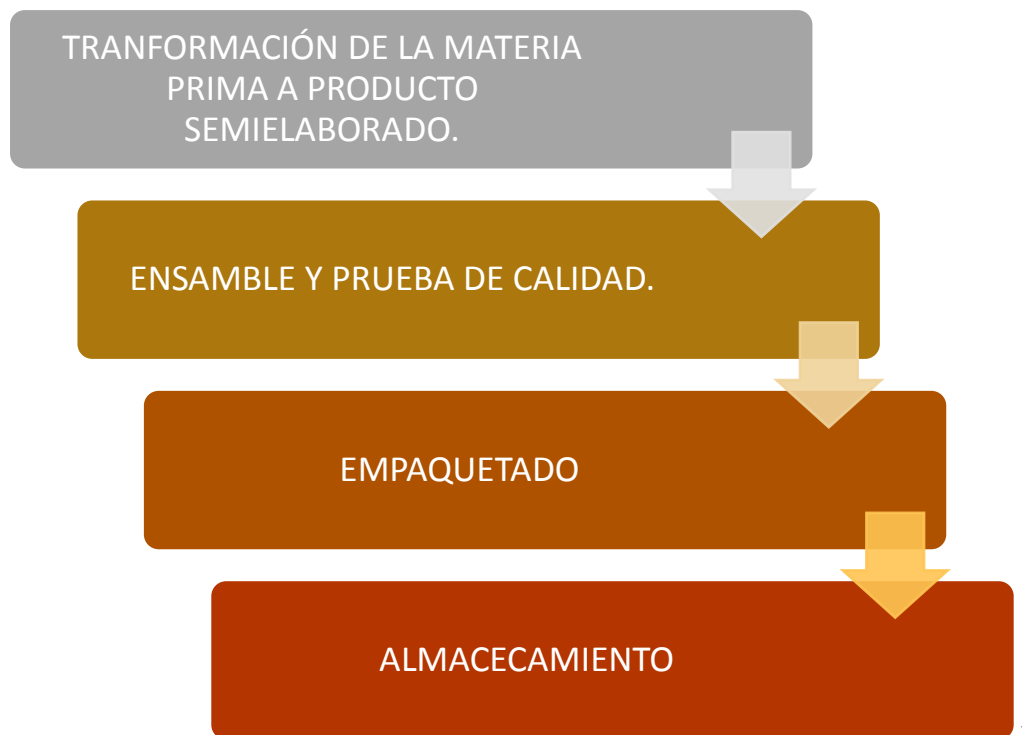 TRANFORMACIÓN DE LA MATERIA
PRIMA A PRODUCTO
SEMIELABORADO.
ENSAMBLE Y PRUEBA DE CALIDAD.
EMPAQUETADO
ALMACECAMIENTO